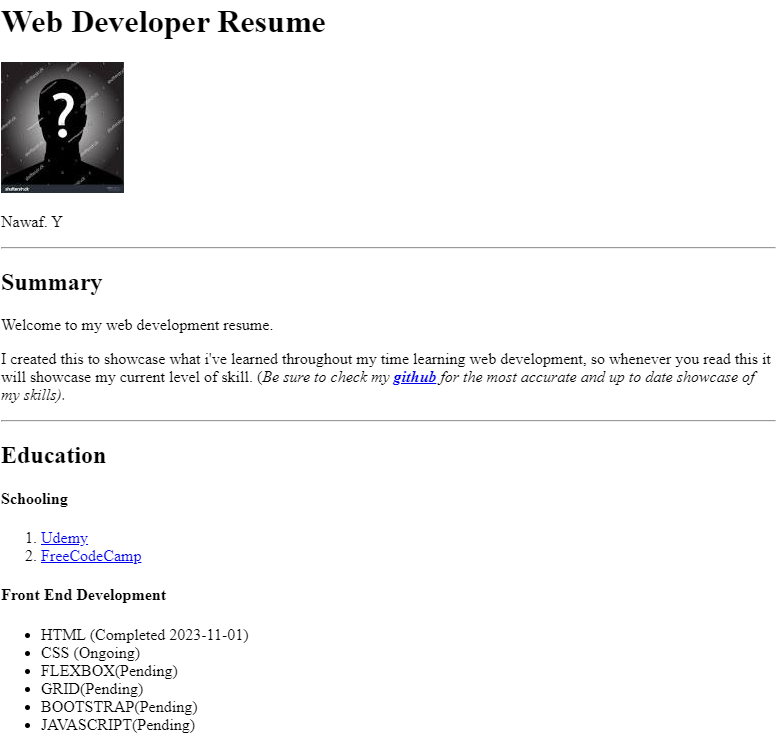 Web Developer Resume
?
shutterstock
Nawaf. Y
Summary
Welcome to my web development resume.
I created this to showcase what i've learned throughout my time learning web development, so whenever you read this it
will showcase my current level of skill. (Be sure to check my github for the most accurate and up to date showcase of
my skills).
Education
Schooling
1. Udemy
2. FreeCodeCamp
Front End Development
• HTML (Completed 2023-11-01)
• CSS (Ongoing)
• FLEXBOX(Pending)
• GRID(Pending)
• BOOTSTRAP(Pending)
• JAVASCRIPT(Pending)